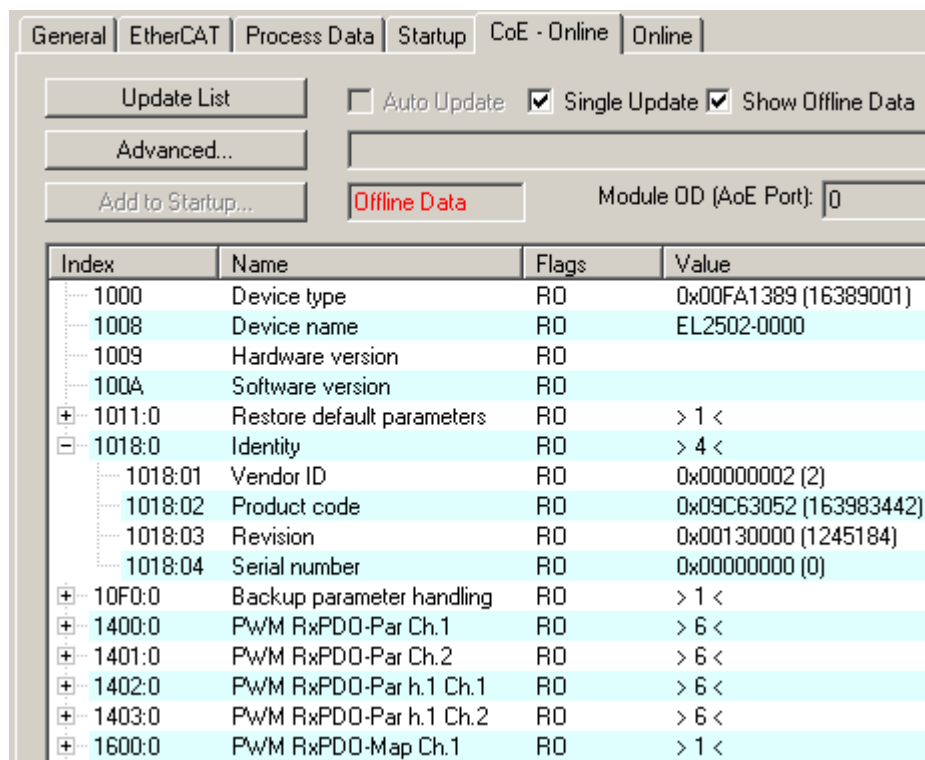 General EtherCAT Process Data Startup CoE - Online Online
Update List Auto Update Single Update Show Offline Data
Advanced...
Add to Startup... Offline Data Module OD (AoE Port): 0
Index Name Flags Value
1000 Device type RO 0x00FA1389 (16389001)
1008 Device name RO EL2502-0000
1009 Hardware version RO
100A Software version RO
1011:0 Restore default parameters RO > 1 <
1018:0 Identity RO > 4 <
1018:01 Vendor ID RO 0x00000002 (2)
1018:02 Product code RO 0x09C63052 (163983442)
1018:03 Revision RO 0x00130000 (1245184)
1018:04 Serial number RO 0x00000000 (0)
10F0:0 Backup parameter handling RO > 1 <
1400:0 PWM RxPDO-Par Ch.1 RO > 6 <
1401:0 PWM RxPDO-Par Ch.2 RO > 6 <
1402:0 PWM RxPDO-Par h.1 Ch.1 RO > 6 <
1403:0 PWM RxPDO-Par h.1 Ch.2 RO > 6 <
1600:0 PWM RxPDO-Map Ch.1 RO > 1 <